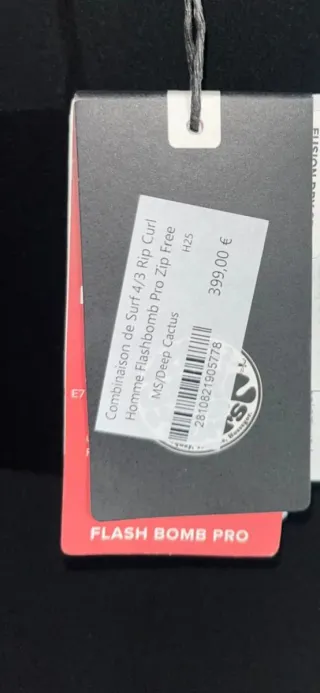 Combinaison de Surf 4/3 Rip Curl
Homme Flashbomb Pro Zip Free
MS/Deep Cactus
H25
399,00 €
2810821905778
E7
FLASH BOMB PRO